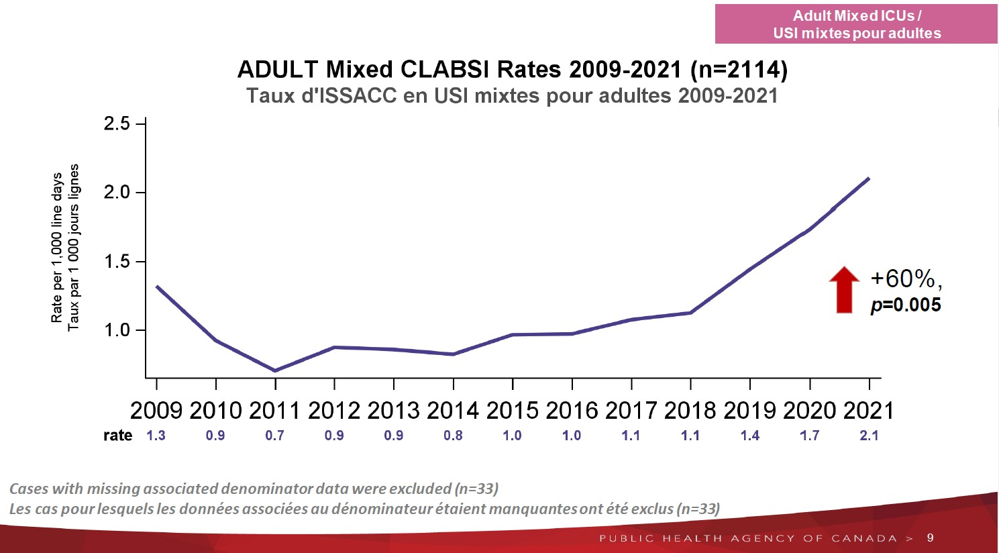 Adult Mixed ICUs /
USI mixtes pour adultes
ADULT Mixed CLABSI Rates 2009-2021 (n=2114)
Taux d'ISSACC en USI mixtes pour adultes 2009-2021
Rate per 1,000 line days
Taux par 1 000 jours lignes
2.5
2.0
1.5
1.0
+60%,
p=0.005
2009 2010 2011 2012 2013 2014 2015 2016 2017 2018 2019 2020 2021
rate 1.3 0.9 0.7 0.9 0.9 0.8 1.0 1.0 1.1 1.1 1.4 1.7 2.1
Cases with missing associated denominator data were excluded (n=33)
Les cas pour lesquels les données associées au dénominateur étaient manquantes ont été exclus (n=33)
PUBLIC HEALTH AGENCY OF CANADA > 9